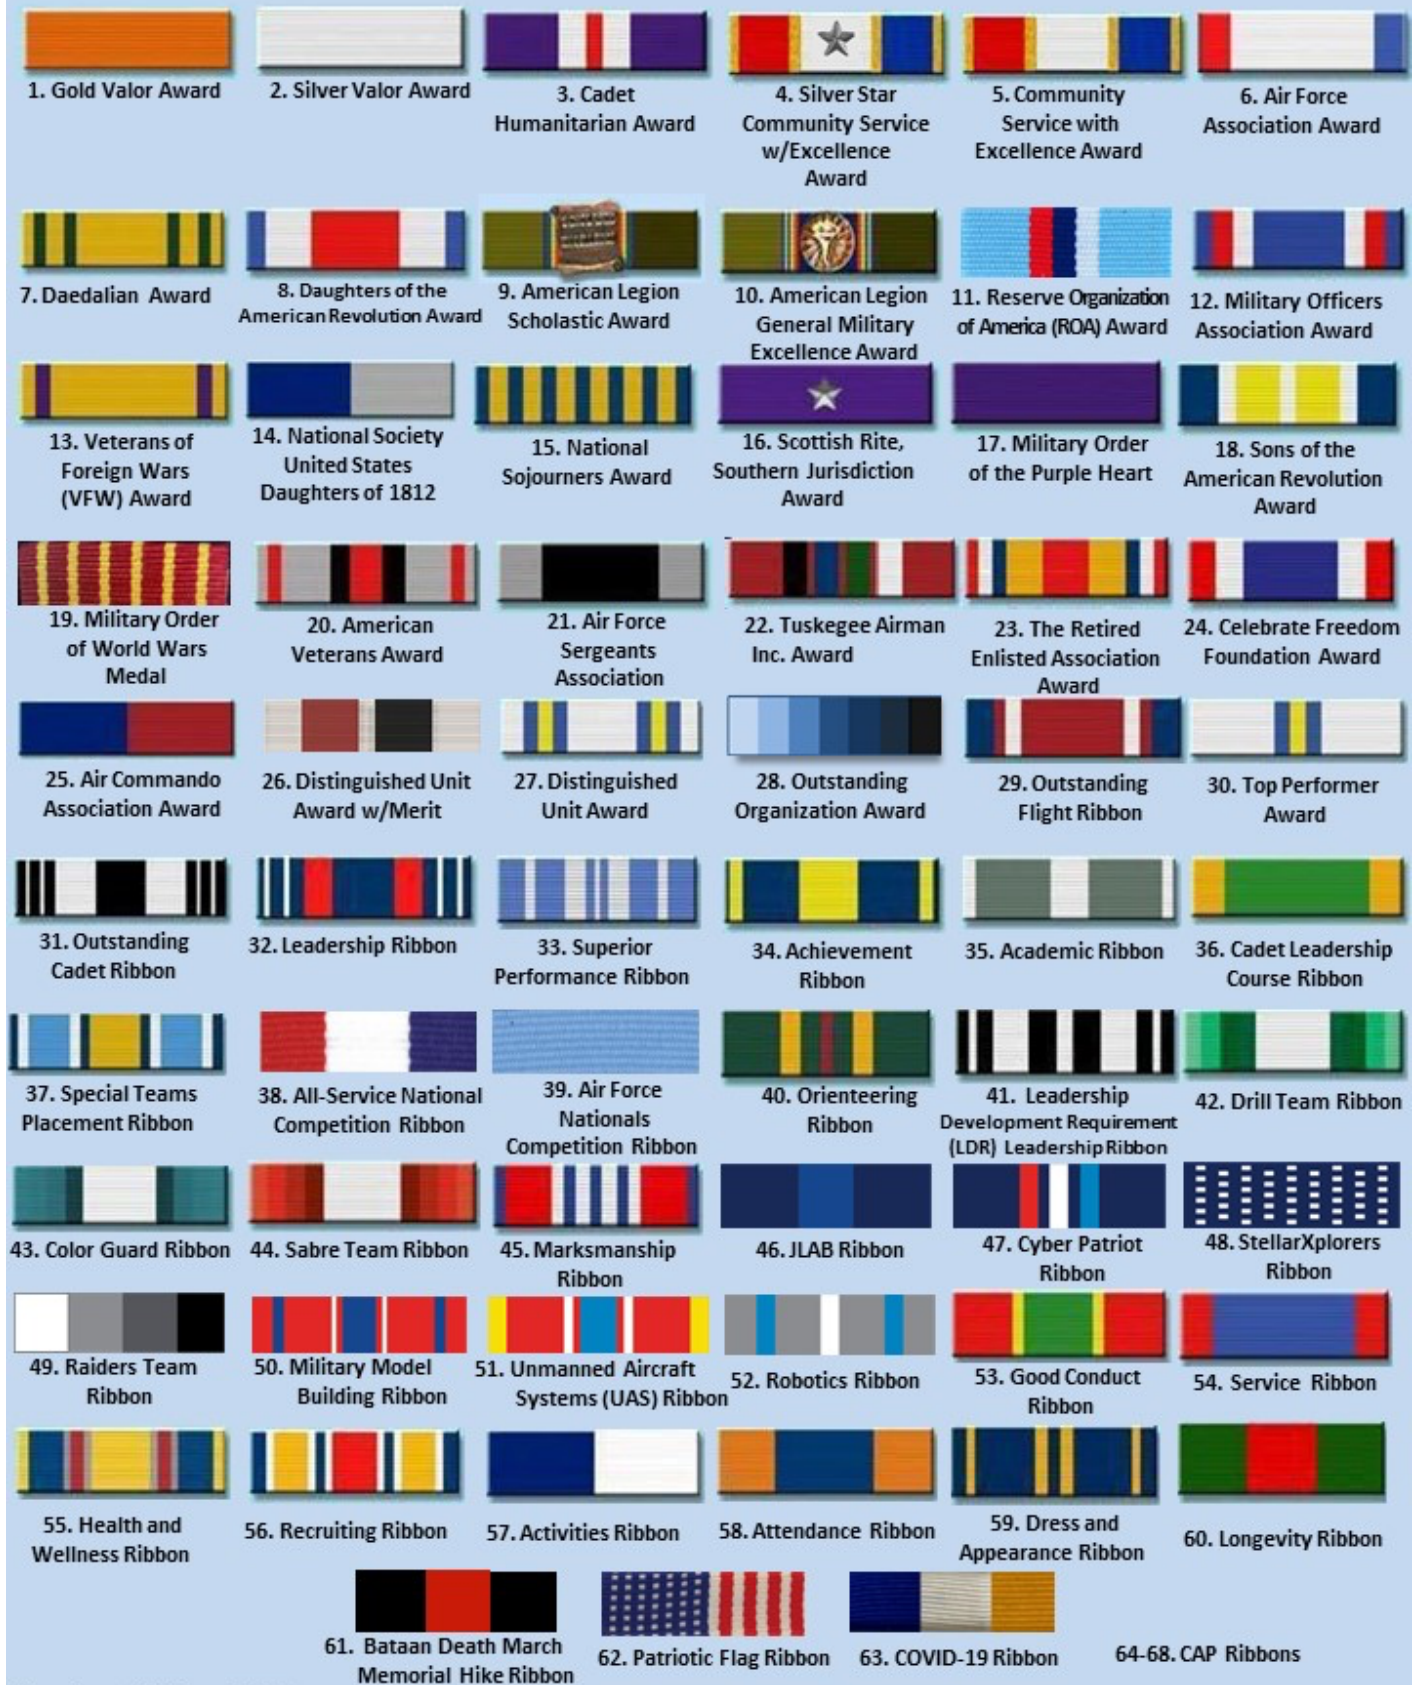 1. Gold Valor Award
2. Silver Valor Award
3. Cadet
Humanitarian Award
4. Silver Star
Community Service
w/Excellence
Award
5. Community
Service with
Excellence Award
6. Air Force
Association Award
7. Daedalian Award
8. Daughters of the
American Revolution Award
9. American Legion
Scholastic Award
10. American Legion
General Military
Excellence Award
11. Reserve Organization
of America (ROA) Award
12. Military Officers
Association Award
13. Veterans of
Foreign Wars
(VFW) Award
14. National Society
United States
Daughters of 1812
15. National
Sojourners Award
16. Scottish Rite,
Southern Jurisdiction
Award
17. Military Order
of the Purple Heart
18. Sons of the
American Revolution
Award
19. Military Order
of World Wars
Medal
20. American
Veterans Award
21. Air Force
Sergeants
Association
22. Tuskegee Airman
Inc. Award
23. The Retired
Enlisted Association
Award
24. Celebrate Freedom
Foundation Award
25. Air Commando
Association Award
26. Distinguished Unit
Award w/Merit
27. Distinguished
Unit Award
28. Outstanding
Organization Award
29. Outstanding
Flight Ribbon
30. Top Performer
Award
31. Outstanding
Cadet Ribbon
32. Leadership Ribbon
33. Superior
Performance Ribbon
34. Achievement
Ribbon
35. Academic Ribbon
36. Cadet Leadership
Course Ribbon
37. Special Teams
Placement Ribbon
38. All-Service National
Competition Ribbon
39. Air Force
Nationals
Competition Ribbon
40. Orienteering
Ribbon
41. Leadership
Development Requirement
(LDR) Leadership Ribbon
42. Drill Team Ribbon
43. Color Guard Ribbon
44. Sabre Team Ribbon
45. Marksmanship
Ribbon
46. JLAB Ribbon
47. Cyber Patriot
Ribbon
48. StellarXplorers
Ribbon
49. Raiders Team
Ribbon
50. Military Model
Building Ribbon
51. Unmanned Aircraft
Systems (UAS) Ribbon
52. Robotics Ribbon
53. Good Conduct
Ribbon
54. Service Ribbon
55. Health and
Wellness Ribbon
56. Recruiting Ribbon
57. Activities Ribbon
58. Attendance Ribbon
59. Dress and
Appearance Ribbon
60. Longevity Ribbon
61. Bataan Death March
Memorial Hike Ribbon
62. Patriotic Flag Ribbon
63. COVID-19 Ribbon
64-68. CAP Ribbons